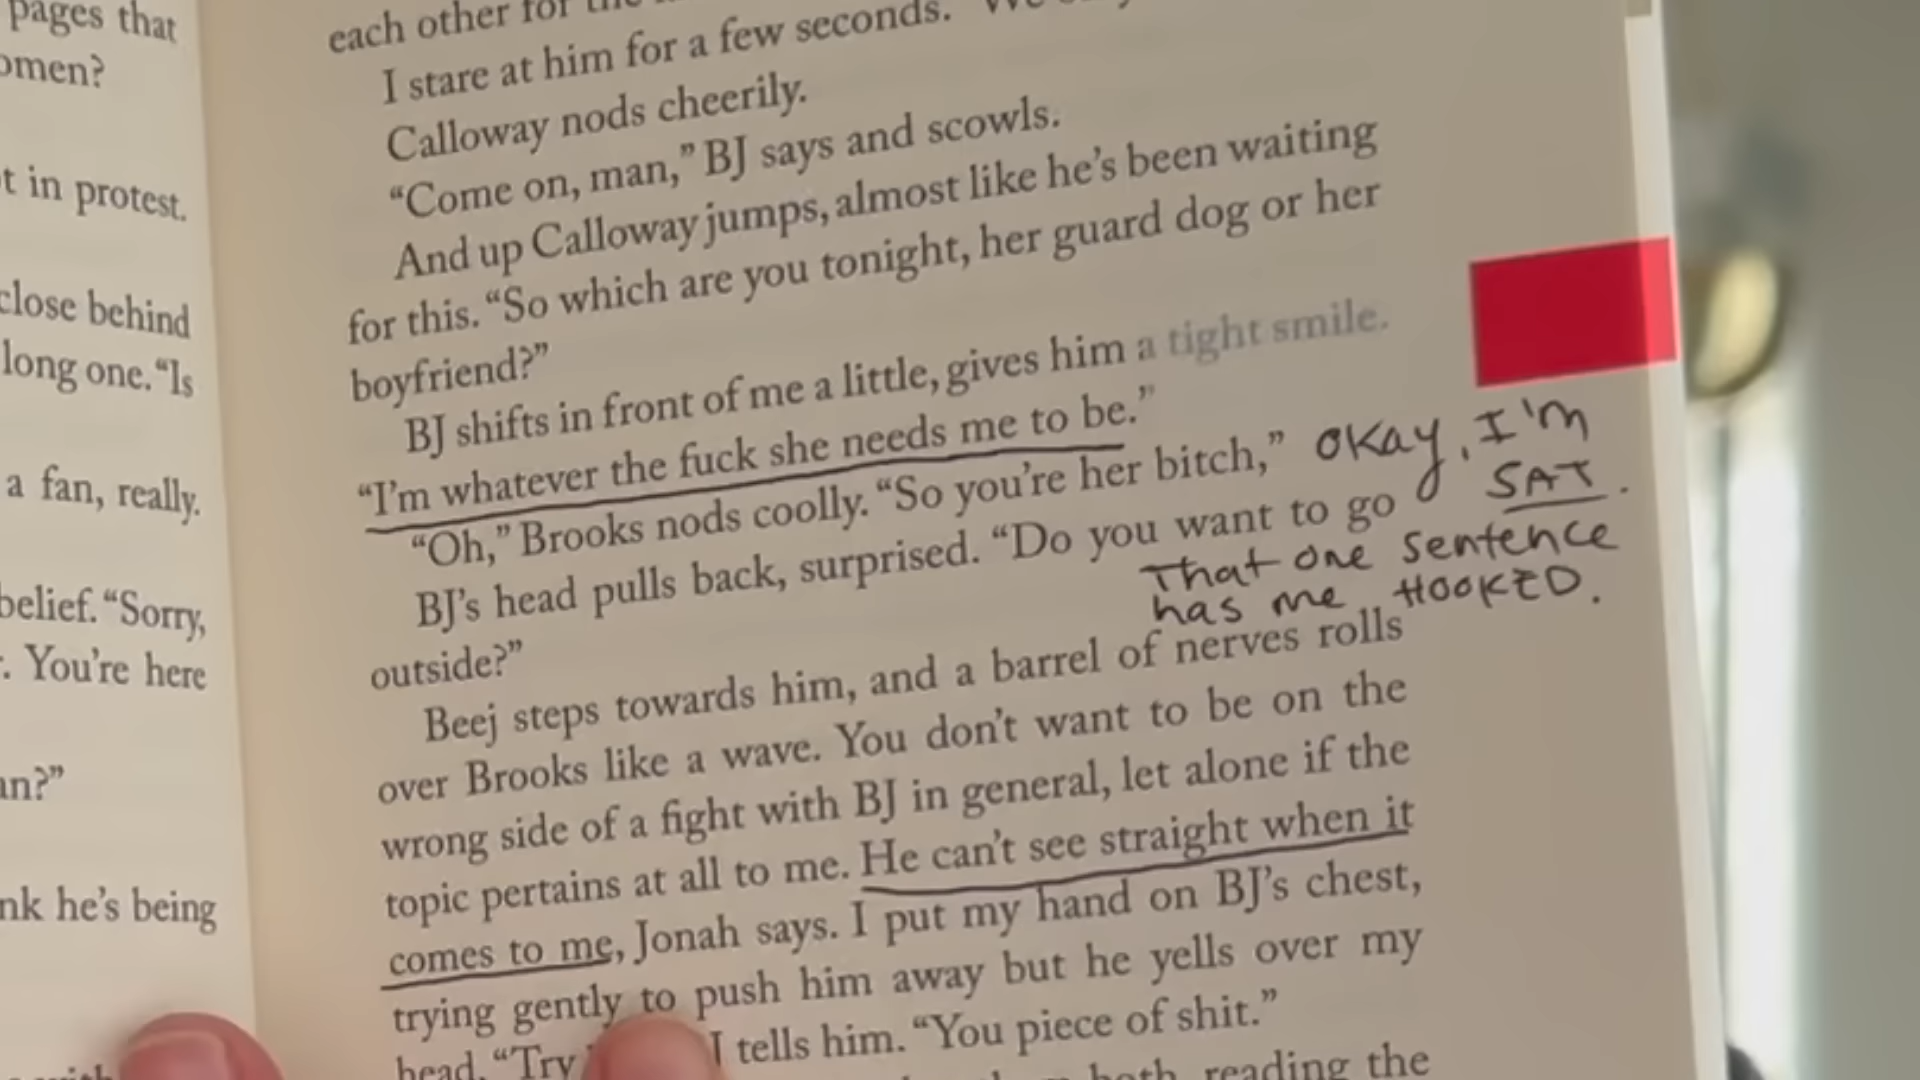 pages that
omen?
t in protest.
close behind
long one. “Is
a fan, really.
belief. “Sorry,
. You’re here
an?”
nk he’s being
each other for the
I stare at him for a few seconds.
Calloway nods cheerily.
“Come on, man,” BJ says and scowls.
And up Calloway jumps, almost like he’s been waiting
for this. “So which are you tonight, her guard dog or her
boyfriend?”
BJ shifts in front of me a little, gives him a tight smile.
“I’m whatever the fuck she needs me to be.”
“Oh,” Brooks nods coolly. “So you’re her bitch,”
BJ’s head pulls back, surprised. “Do you want to go
outside?”
okay, I'm
SAT.
That one sentence
has me HOOKED.
Beej steps towards him, and a barrel of nerves rolls
over Brooks like a wave. You don’t want to be on the
wrong side of a fight with BJ in general, let alone if the
topic pertains at all to me. He can’t see straight when it
comes to me, Jonah says. I put my hand on BJ’s chest,
trying gently to push him away but he yells over my
head. “Try I tells him. “You piece of shit.”
both reading the